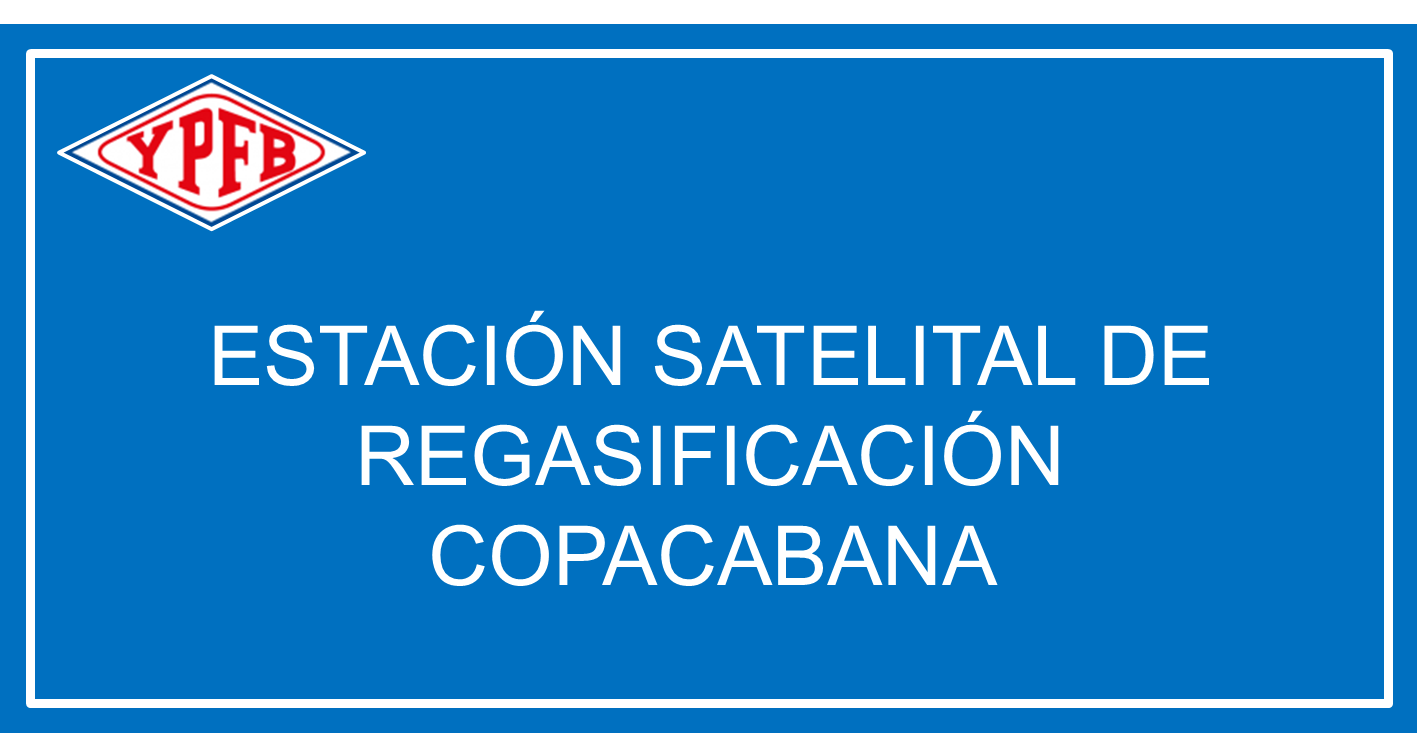 YPFB
ESTACIÓN SATELITAL DE
REGASIFICACIÓN
COPACABANA